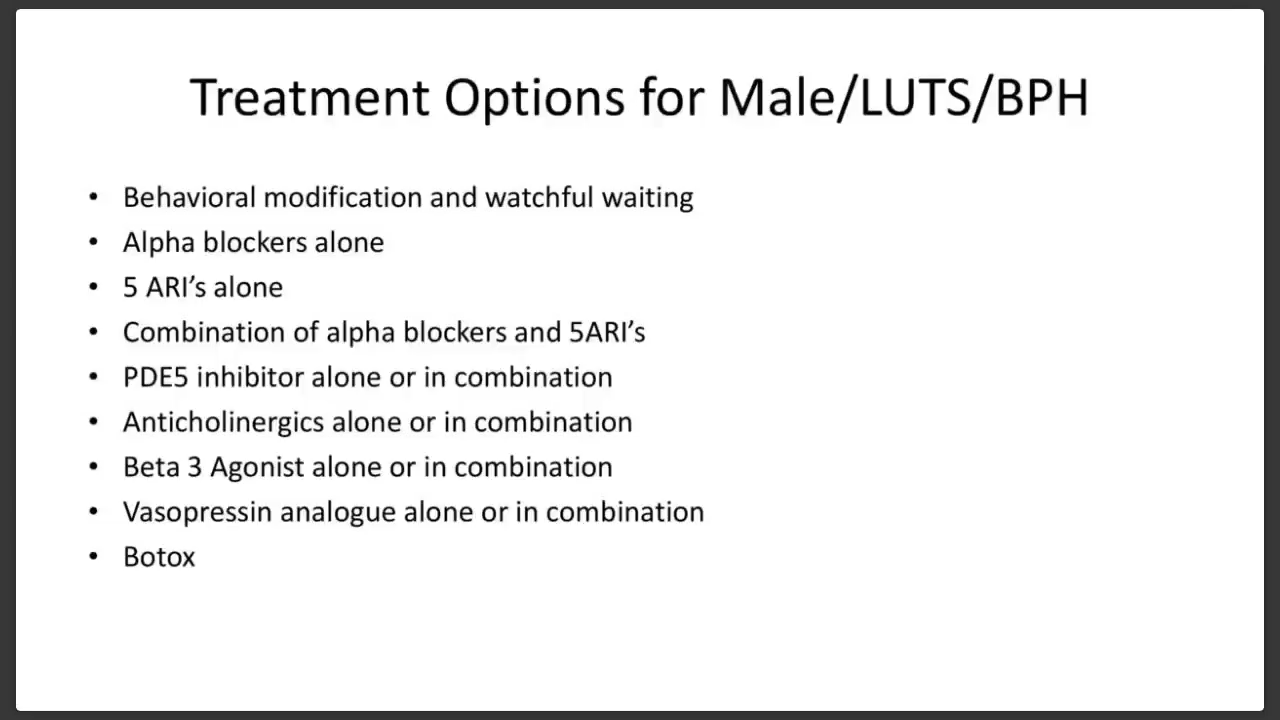 Treatment Options for Male/LUTS/BPH
• Behavioral modification and watchful waiting
• Alpha blockers alone
• 5 ARI’s alone
• Combination of alpha blockers and 5ARI’s
• PDE5 inhibitor alone or in combination
• Anticholinergics alone or in combination
• Beta 3 Agonist alone or in combination
• Vasopressin analogue alone or in combination
• Botox